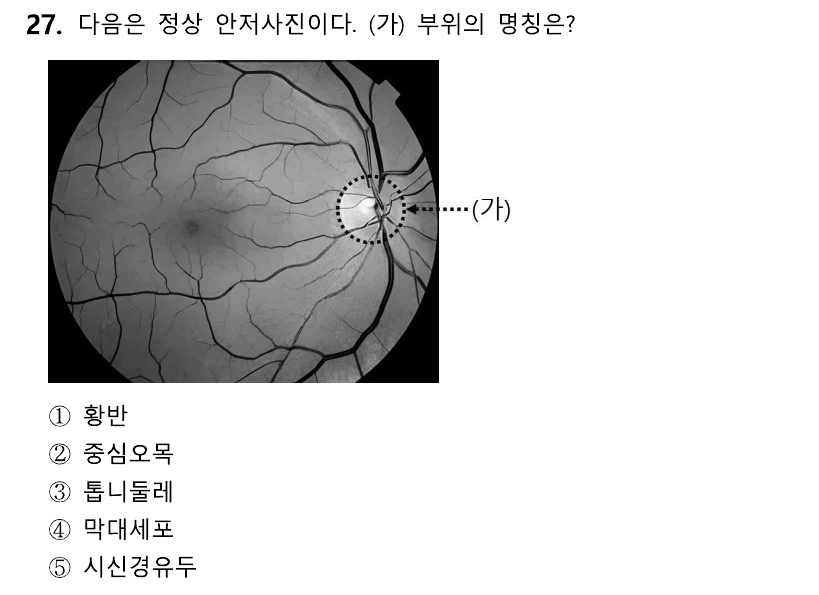 27. 다음은 정상 안저사진이다. (가) 부위의 명칭은?
(가)
① 황반
② 중심오목
③ 톱니둘레
④ 막대세포
⑤ 시신경유두